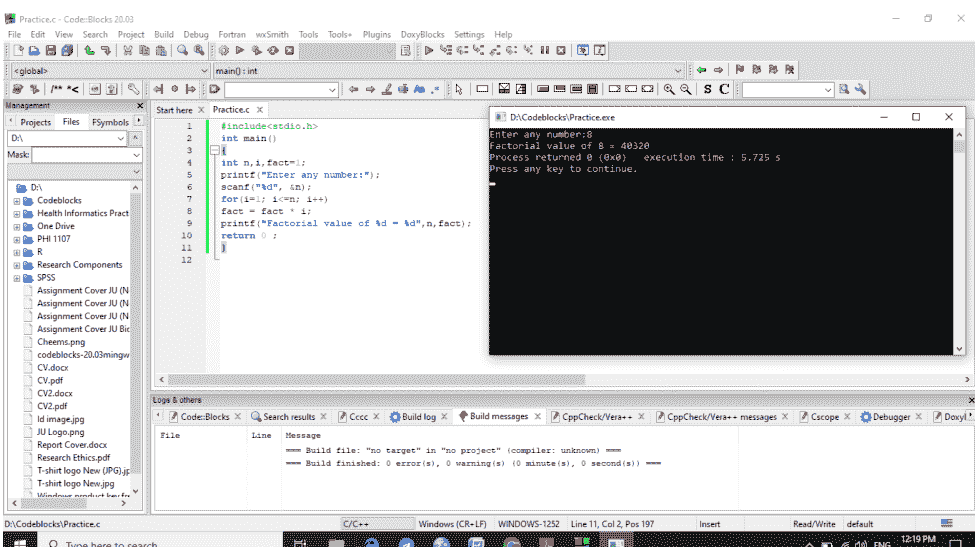 Practice.c - Code::Blocks 20.03
File Edit View Search Project Build Debug Fortran wxSmith Tools Tools+ Plugins DoxyBlocks Settings Help
<global>
main() : int
S C
Management
Projects Files FSymbols
D:\
Mask:
D:\
Codeblocks
Health Informatics Pract
One Drive
PHI 1107
R
Research Components
SPSS
Assignment Cover JU (N
Assignment Cover JU (N
Assignment Cover JU (N
Assignment Cover JU Bio
Cheems.png
codeblocks-20.03mingw
CV.docx
CV.pdf
CV2.docx
CV2.pdf
Id image.jpg
JU Logo.png
Report Cover.docx
Research Ethics.pdf
T-shirt logo New (JPG).jp
T-shirt logo New.jpg
Windows product key fr
Start here Practice.c
1 #include<stdio.h>
2 int main()
3 {
4 int n,i,fact=1;
5 printf("Enter any number:");
6 scanf("%d", &n);
7 for(i=1; i<=n; i++)
8 fact = fact * i;
9 printf("Factorial value of %d = %d",n,fact);
10 return 0 ;
11 }
12
D:\Codeblocks\Practice.exe
Enter any number:8
Factorial value of 8 = 40320
Process returned 0 (0x0)   execution time : 5.725 s
Press any key to continue.
Logs & others
Code::Blocks Search results Cccc Build log Build messages CppCheck/Vera++ CppCheck/Vera++ messages Cscope Debugger DoxyI
File Line Message
=== Build file: "no target" in "no project" (compiler: unknown) ===
=== Build finished: 0 error(s), 0 warning(s) (0 minute(s), 0 second(s)) ===
D:\Codeblocks\Practice.c C/C++ Windows (CR+LF) WINDOWS-1252 Line 11, Col 2, Pos 197 Insert Read/Write default
Type here to search
ENG
12:19 PM